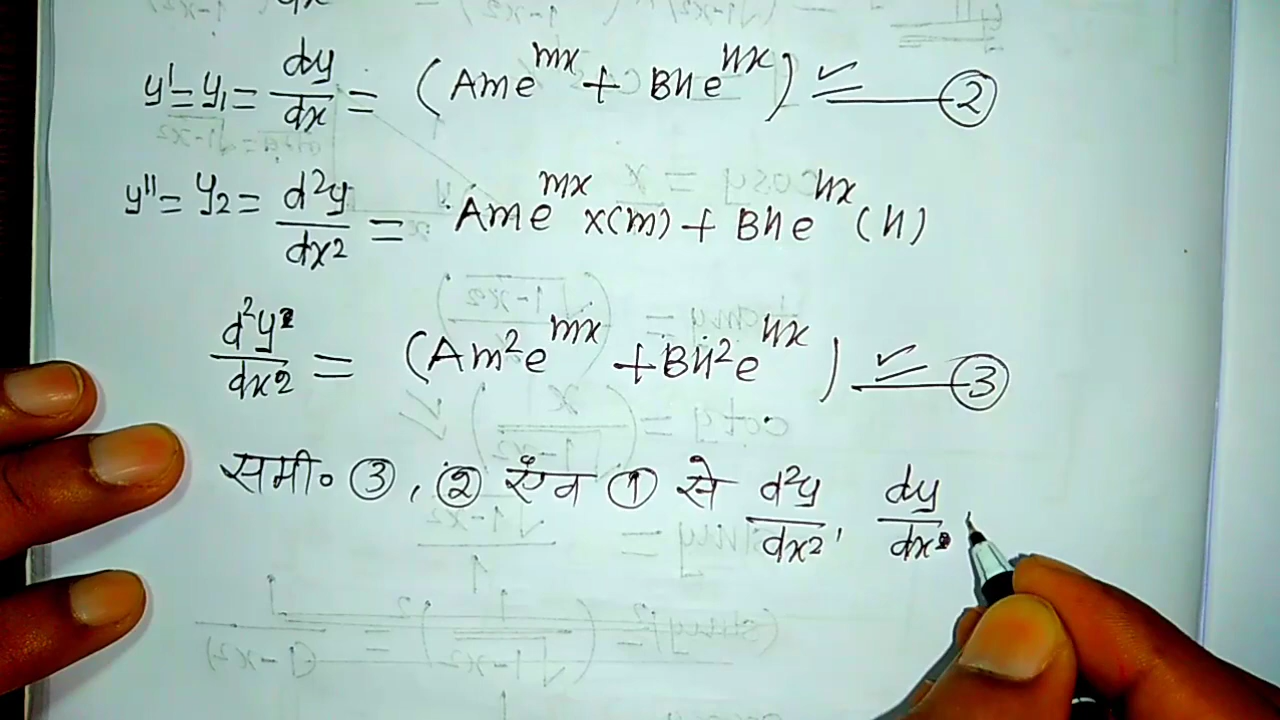 y' = y₁ = dy/dx = (Ame^{mx} + Bne^{nx}) ②
y'' = y₂ = d²y/dx² = Ame^{mx} x(m) + Bne^{nx} (n)
d²y/dx² = (Am²e^{mx} + Bn²e^{nx}) ③
समी० ③, ② एंव ① से d²y/dx², dy/dx